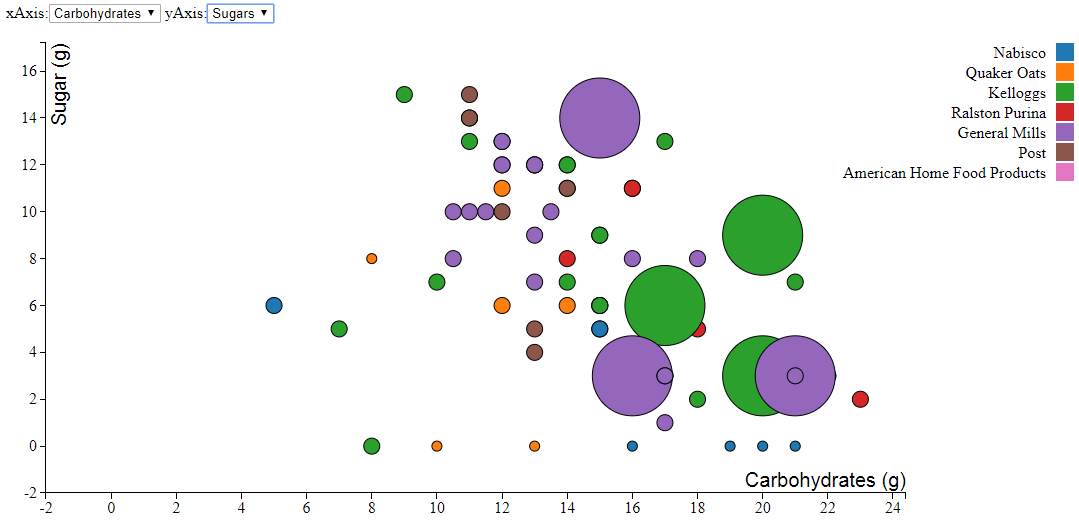 xAxis: Carbohydrates ▼ yAxis: Sugars ▼
Sugar (g)
16
14
12
10
8
6
4
2
0
-2
Nabisco
Quaker Oats
Kelloggs
Ralston Purina
General Mills
Post
American Home Food Products
Carbohydrates (g)
-2 0 2 4 6 8 10 12 14 16 18 20 22 24